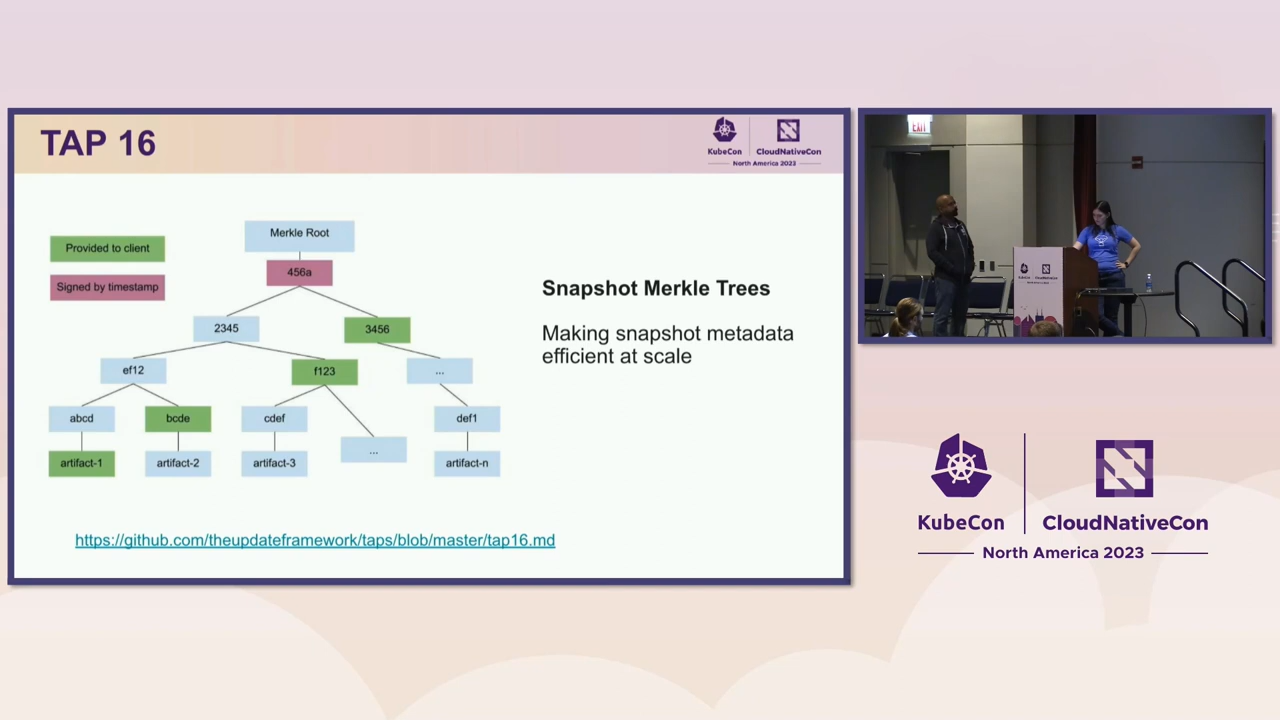 TAP 16
KubeCon
CloudNativeCon
North America 2023
Provided to client
Signed by timestamp
Merkle Root
456a
2345
3456
ef12
f123
...
abcd
bcde
cdef
...
def1
artifact-1
artifact-2
artifact-3
artifact-n
Snapshot Merkle Trees
Making snapshot metadata
efficient at scale
https://github.com/theupdateframework/taps/blob/master/tap16.md
EXIT
KubeCon
CloudNativeCon
North America 2023